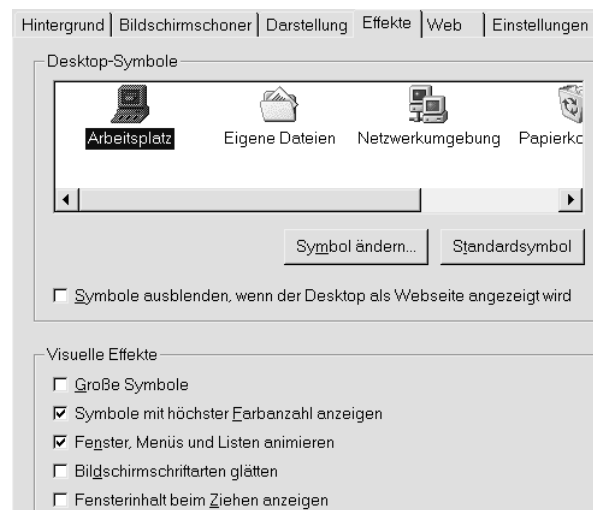 Hintergrund Bildschirmschoner Darstellung Effekte Web Einstellungen
Desktop-Symbole
Arbeitsplatz Eigene Dateien Netzwerkumgebung Papierkc
Symbol ändern... Standardsymbol
Symbole ausblenden, wenn der Desktop als Webseite angezeigt wird
Visuelle Effekte
Große Symbole
Symbole mit höchster Farbanzahl anzeigen
Fenster, Menüs und Listen animieren
Bildschirmschriftarten glätten
Fensterinhalt beim Ziehen anzeigen